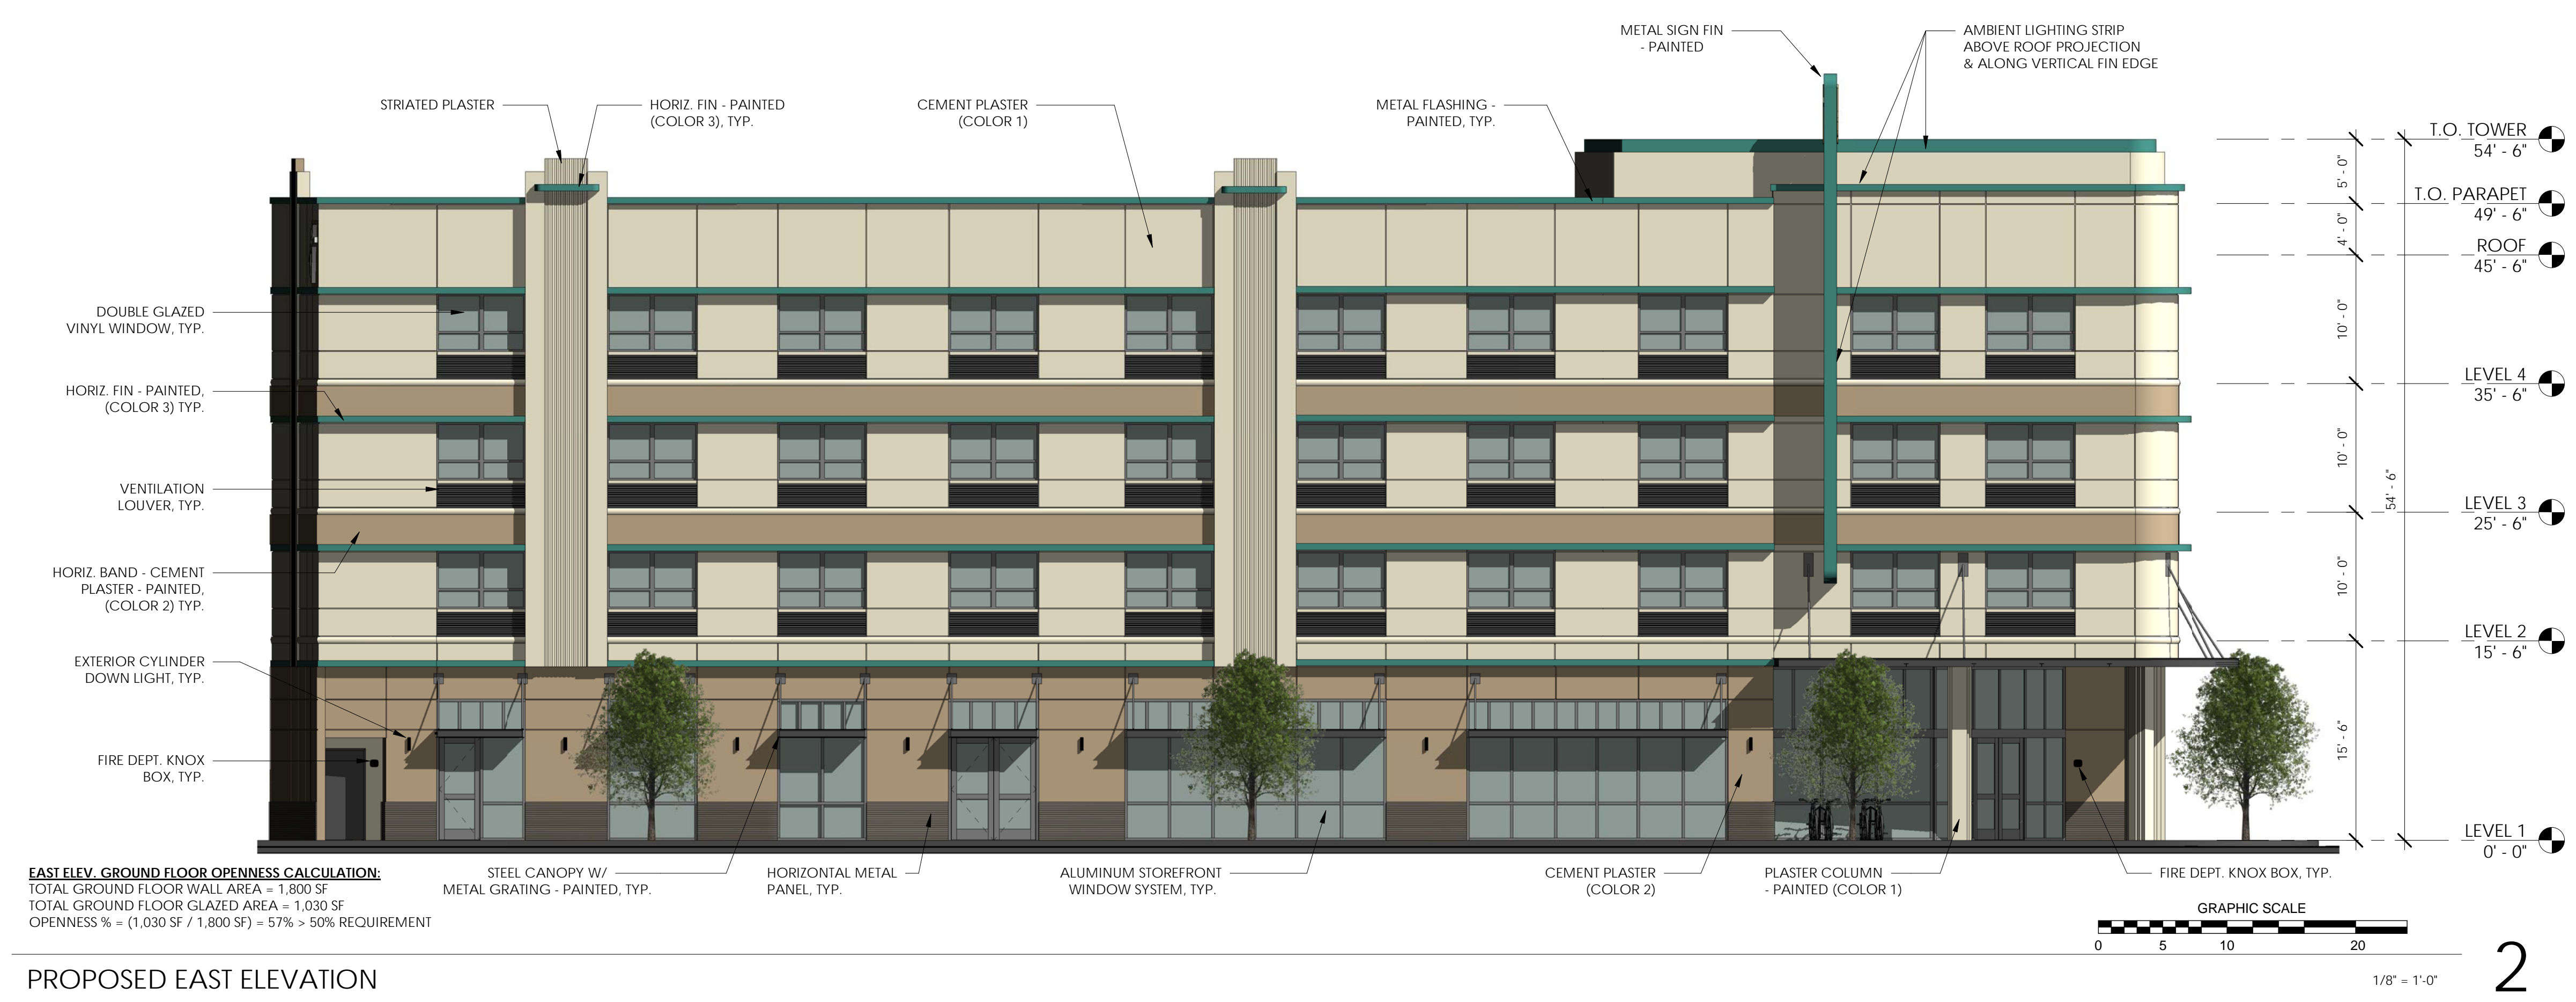 METAL SIGN FIN
- PAINTED
AMBIENT LIGHTING STRIP
ABOVE ROOF PROJECTION
& ALONG VERTICAL FIN EDGE
STRIATED PLASTER
HORIZ. FIN - PAINTED
(COLOR 3), TYP.
CEMENT PLASTER
(COLOR 1)
METAL FLASHING -
PAINTED, TYP.
T.O. TOWER
54' - 6"
5' - 0"
T.O. PARAPET
49' - 6"
4' - 0"
ROOF
45' - 6"
10' - 0"
DOUBLE GLAZED
VINYL WINDOW, TYP.
LEVEL 4
35' - 6"
HORIZ. FIN - PAINTED,
(COLOR 3) TYP.
10' - 0"
54' - 6"
VENTILATION
LOUVER, TYP.
LEVEL 3
25' - 6"
HORIZ. BAND - CEMENT
PLASTER - PAINTED,
(COLOR 2) TYP.
10' - 0"
LEVEL 2
15' - 6"
EXTERIOR CYLINDER
DOWN LIGHT, TYP.
FIRE DEPT. KNOX
BOX, TYP.
15' - 6"
LEVEL 1
0' - 0"
EAST ELEV. GROUND FLOOR OPENNESS CALCULATION:
TOTAL GROUND FLOOR WALL AREA = 1,800 SF
TOTAL GROUND FLOOR GLAZED AREA = 1,030 SF
OPENNESS % = (1,030 SF / 1,800 SF) = 57% > 50% REQUIREMENT
STEEL CANOPY W/
METAL GRATING - PAINTED, TYP.
HORIZONTAL METAL
PANEL, TYP.
ALUMINUM STOREFRONT
WINDOW SYSTEM, TYP.
CEMENT PLASTER
(COLOR 2)
PLASTER COLUMN
- PAINTED (COLOR 1)
FIRE DEPT. KNOX BOX, TYP.
GRAPHIC SCALE
0 5 10 20
PROPOSED EAST ELEVATION
1/8" = 1'-0"
2